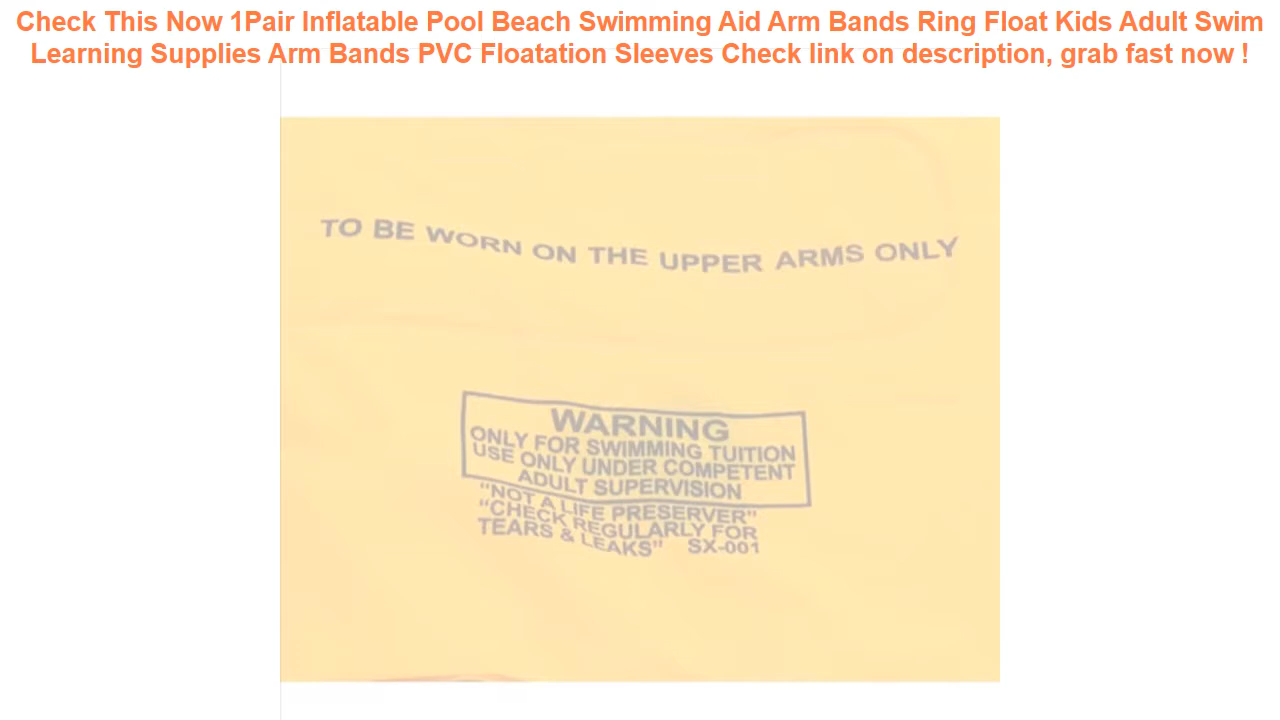 Check This Now 1Pair Inflatable Pool Beach Swimming Aid Arm Bands Ring Float Kids Adult Swim
Learning Supplies Arm Bands PVC Floatation Sleeves Check link on description, grab fast now !
TO BE WORN ON THE UPPER ARMS ONLY
WARNING
ONLY FOR SWIMMING TUITION
USE ONLY UNDER COMPETENT
ADULT SUPERVISION
"NOT A LIFE PRESERVER"
"CHECK REGULARLY FOR
TEARS & LEAKS" SX-001